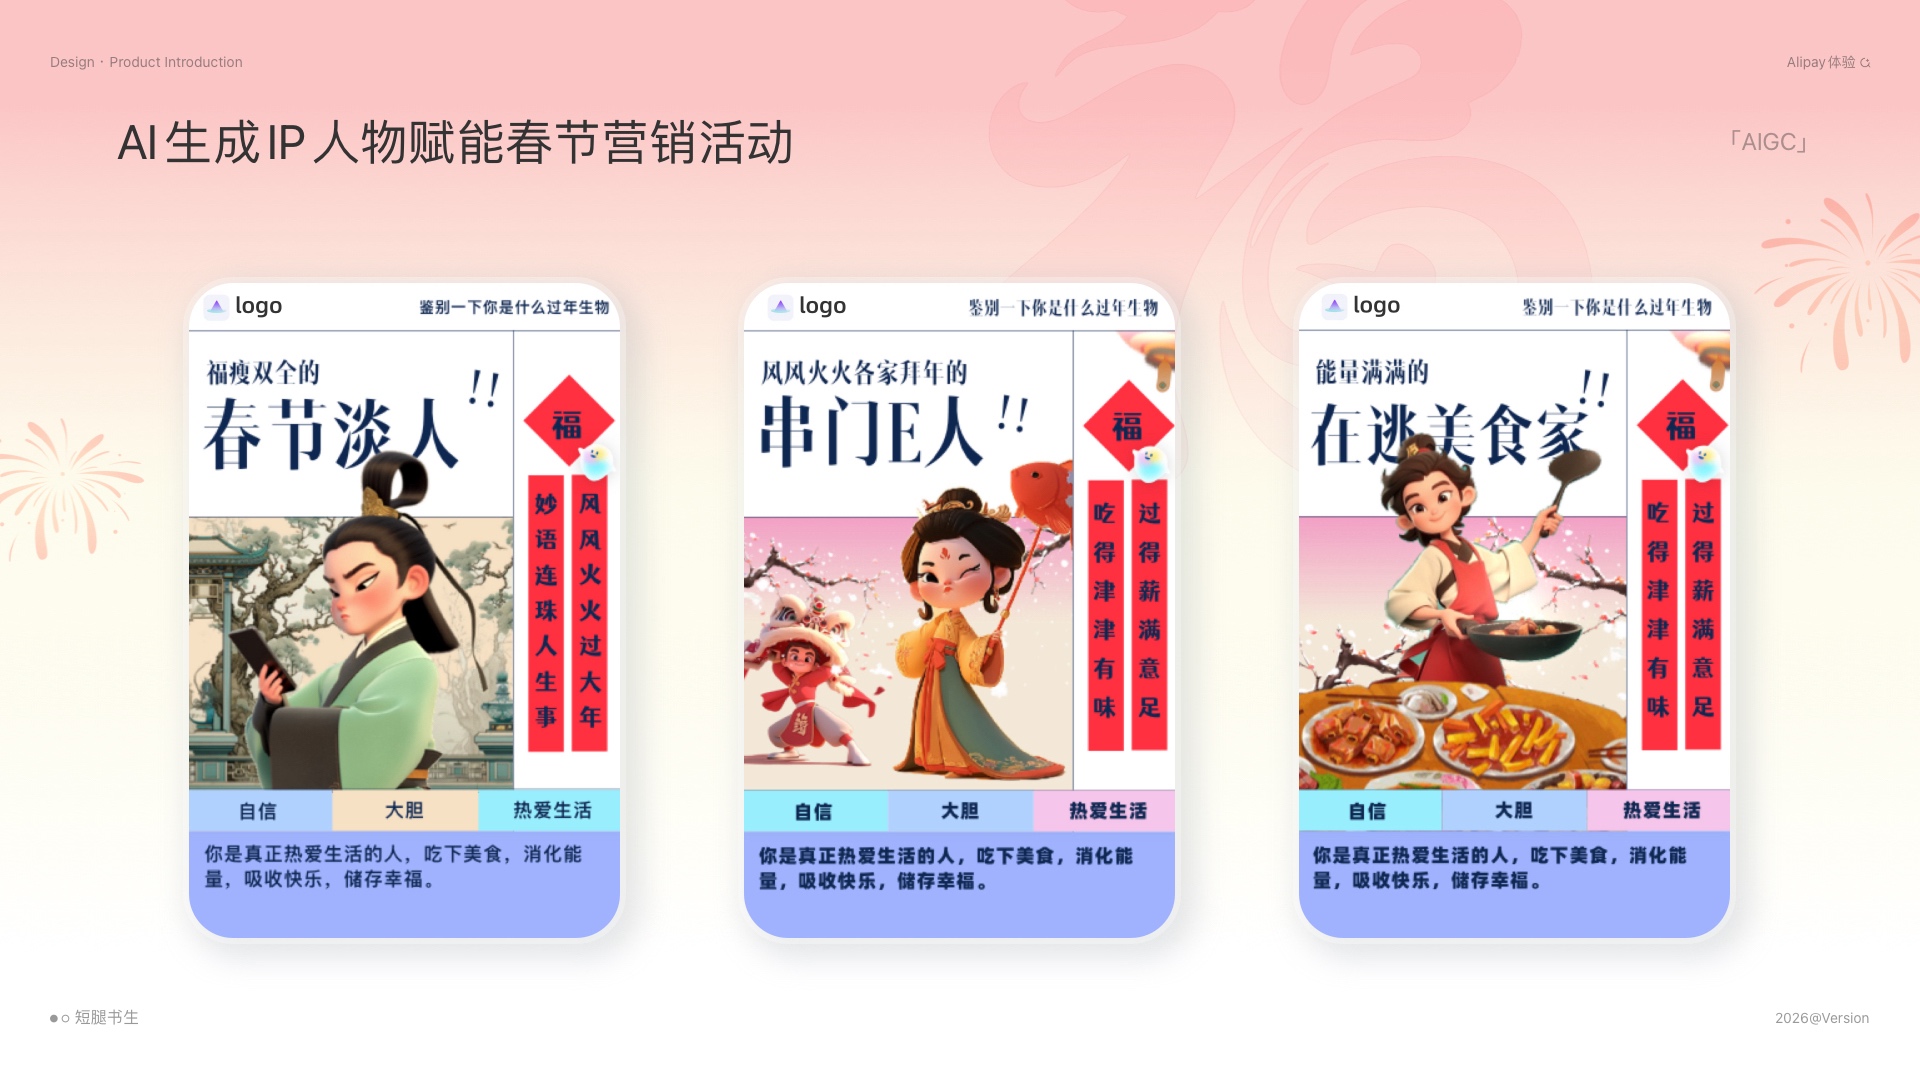 Design · Product Introduction
Alipay体验
AI生成IP人物赋能春节营销活动
「AIGC」
logo
鉴别一下你是什么过年生物
福瘦双全的
春节淡人!!
福
妙语连珠人生事
风风火火过大年
自信
大胆
热爱生活
你是真正热爱生活的人，吃下美食，消化能
量，吸收快乐，储存幸福。
logo
鉴别一下你是什么过年生物
风风火火各家拜年的
串门E人!!
福
吃得津津有味
过得薪满意足
自信
大胆
热爱生活
你是真正热爱生活的人，吃下美食，消化能
量，吸收快乐，储存幸福。
logo
鉴别一下你是什么过年生物
能量满满的
在逃美食家!!
福
吃得津津有味
过得薪满意足
自信
大胆
热爱生活
你是真正热爱生活的人，吃下美食，消化能
量，吸收快乐，储存幸福。
短腿书生
2026@Version